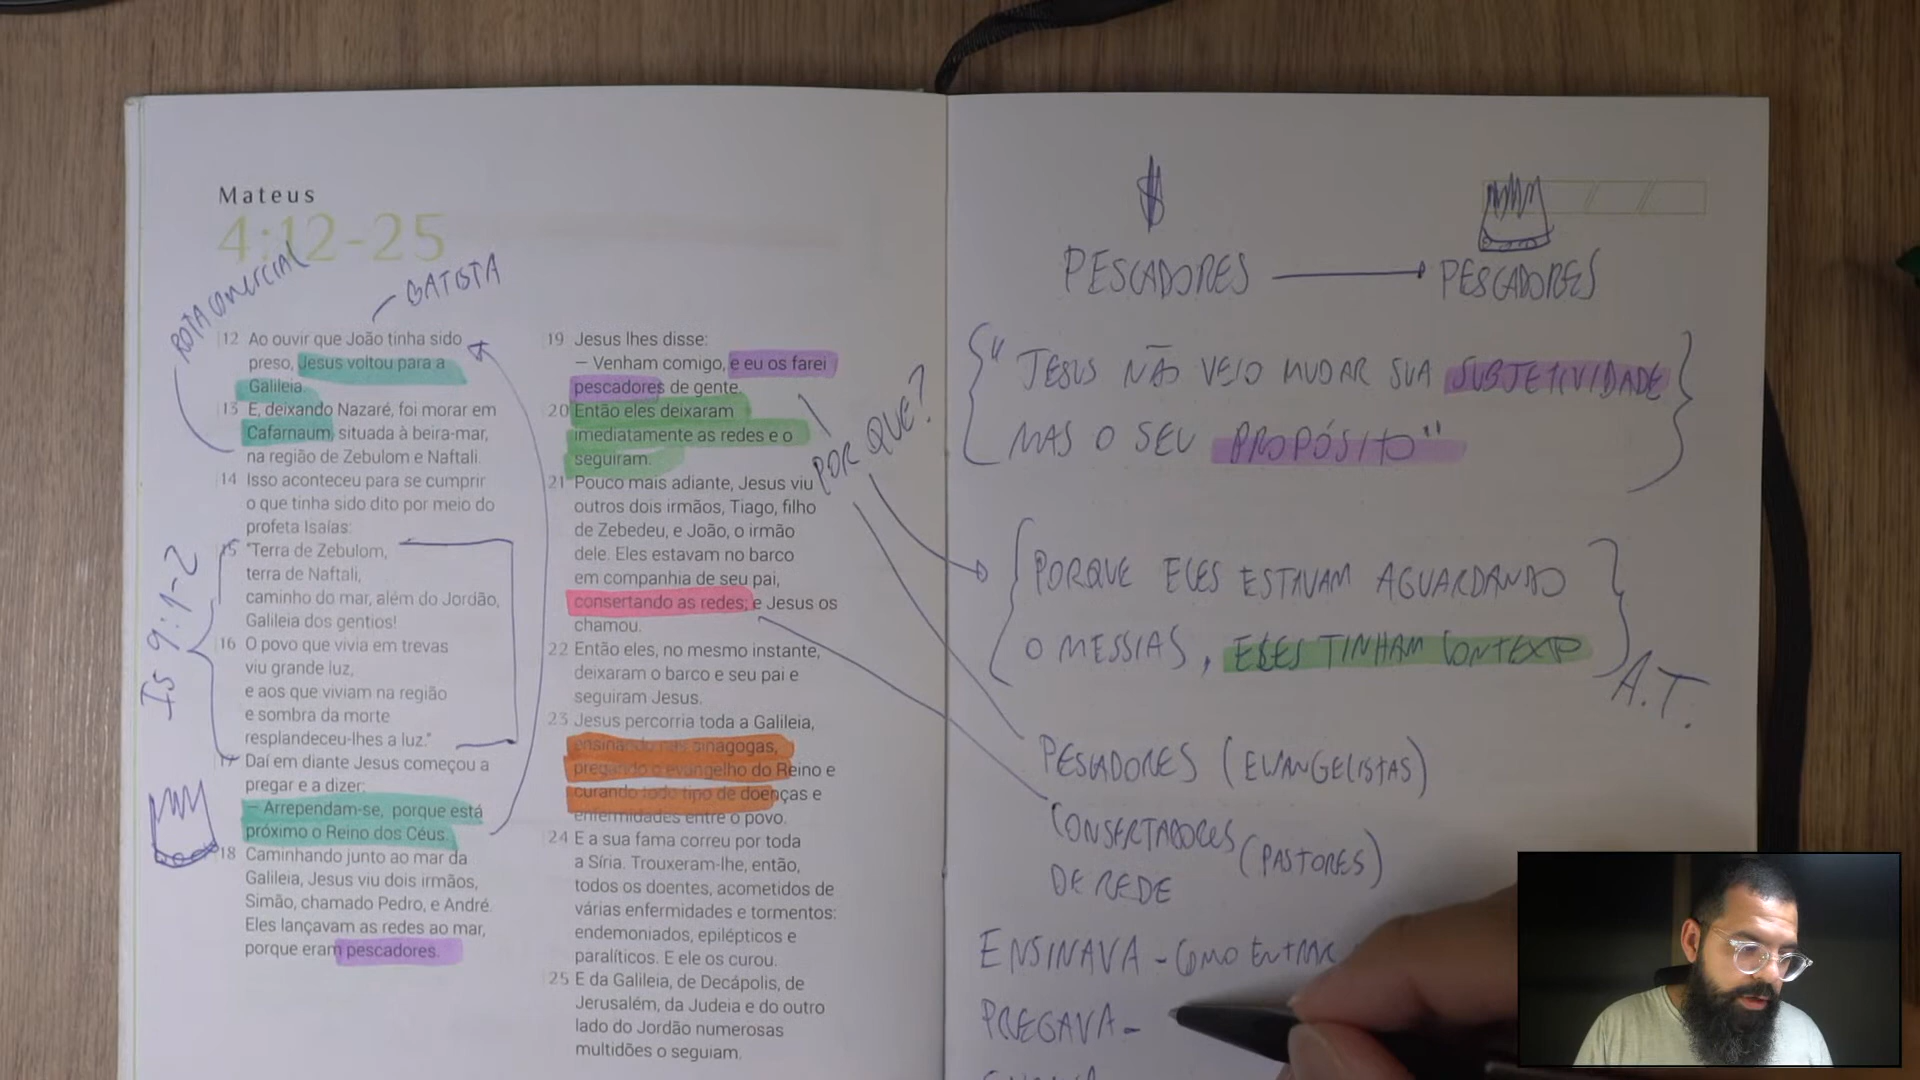 Mateus
4:12-25
ROTA COMERCIAL
BATISTA
12 Ao ouvir que João tinha sido
preso, Jesus voltou para a
Galileia.
13 E, deixando Nazaré, foi morar em
Cafarnaum, situada à beira-mar,
na região de Zebulom e Naftali.
14 Isso aconteceu para se cumprir
o que tinha sido dito por meio do
profeta Isaías:
Is 9:1-2
15 "Terra de Zebulom,
terra de Naftali,
caminho do mar, além do Jordão,
Galileia dos gentios!
16 O povo que vivia em trevas
viu grande luz,
e aos que viviam na região
e sombra da morte
resplandeceu-lhes a luz."
17 Daí em diante Jesus começou a
pregar e a dizer:
— Arrependam-se, porque está
próximo o Reino dos Céus.
18 Caminhando junto ao mar da
Galileia, Jesus viu dois irmãos,
Simão, chamado Pedro, e André.
Eles lançavam as redes ao mar,
porque eram pescadores.
19 Jesus lhes disse:
— Venham comigo, e eu os farei
pescadores de gente.
20 Então eles deixaram
imediatamente as redes e o
seguiram.
21 Pouco mais adiante, Jesus viu
outros dois irmãos, Tiago, filho
de Zebedeu, e João, o irmão
dele. Eles estavam no barco
em companhia de seu pai,
consertando as redes; e Jesus os
chamou.
22 Então eles, no mesmo instante,
deixaram o barco e seu pai e
seguiram Jesus.
23 Jesus percorria toda a Galileia,
ensinando nas sinagogas,
pregando o evangelho do Reino e
curando todo tipo de doenças e
enfermidades entre o povo.
24 E a sua fama correu por toda
a Síria. Trouxeram-lhe, então,
todos os doentes, acometidos de
várias enfermidades e tormentos:
endemoniados, epilépticos e
paralíticos. E ele os curou.
25 E da Galileia, de Decápolis, de
Jerusalém, da Judeia e do outro
lado do Jordão numerosas
multidões o seguiam.
POR QUE?
$
PESCADORES PESCADORES
"JESUS NÃO VEIO MUDAR SUA SUBJETIVIDADE
MAS O SEU PROPÓSITO"
PORQUE ELES ESTAVAM AGUARDANDO
O MESSIAS, ELES TINHAM CONTEXTO
A.T.
PESCADORES (EVANGELISTAS)
CONSERTADORES (PASTORES)
DE REDE
ENSINAVA - COMO ENTRAR
PREGAVA -